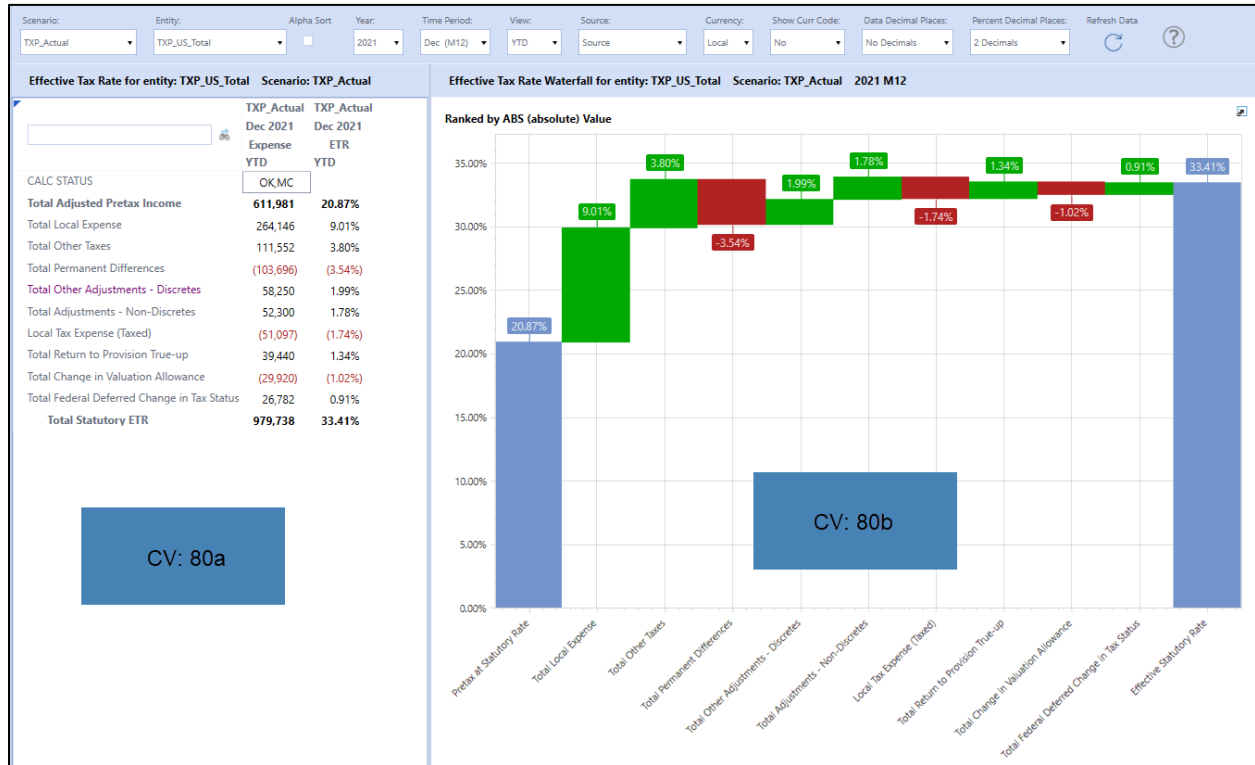 Scenario: Entity: Alpha Sort Year: Time Period: View: Source: Currency: Show Curr Code: Data Decimal Places: Percent Decimal Places: Refresh Data
TXP_Actual TXP_US_Total 2021 Dec (M12) YTD Source Local No No Decimals 2 Decimals ?
Effective Tax Rate for entity: TXP_US_Total Scenario: TXP_Actual
TXP_Actual TXP_Actual
Dec 2021 Dec 2021
Expense ETR
YTD YTD
CALC STATUS OK,MC
Total Adjusted Pretax Income 611,981 20.87%
Total Local Expense 264,146 9.01%
Total Other Taxes 111,552 3.80%
Total Permanent Differences (103,696) (3.54%)
Total Other Adjustments - Discretes 58,250 1.99%
Total Adjustments - Non-Discretes 52,300 1.78%
Local Tax Expense (Taxed) (51,097) (1.74%)
Total Return to Provision True-up 39,440 1.34%
Total Change in Valuation Allowance (29,920) (1.02%)
Total Federal Deferred Change in Tax Status 26,782 0.91%
Total Statutory ETR 979,738 33.41%
CV: 80a
Effective Tax Rate Waterfall for entity: TXP_US_Total Scenario: TXP_Actual 2021 M12
Ranked by ABS (absolute) Value
35.00%
30.00%
25.00%
20.00%
15.00%
10.00%
5.00%
0.00%
20.87%
9.01%
3.80%
-3.54%
1.99%
1.78%
-1.74%
1.34%
-1.02%
0.91%
33.41%
CV: 80b
Pretax at Statutory Rate
Total Local Expense
Total Other Taxes
Total Permanent Differences
Total Other Adjustments - Discretes
Total Adjustments - Non-Discretes
Local Tax Expense (Taxed)
Total Return to Provision True-up
Total Change in Valuation Allowance
Total Federal Deferred Change in Tax Status
Effective Statutory Rate